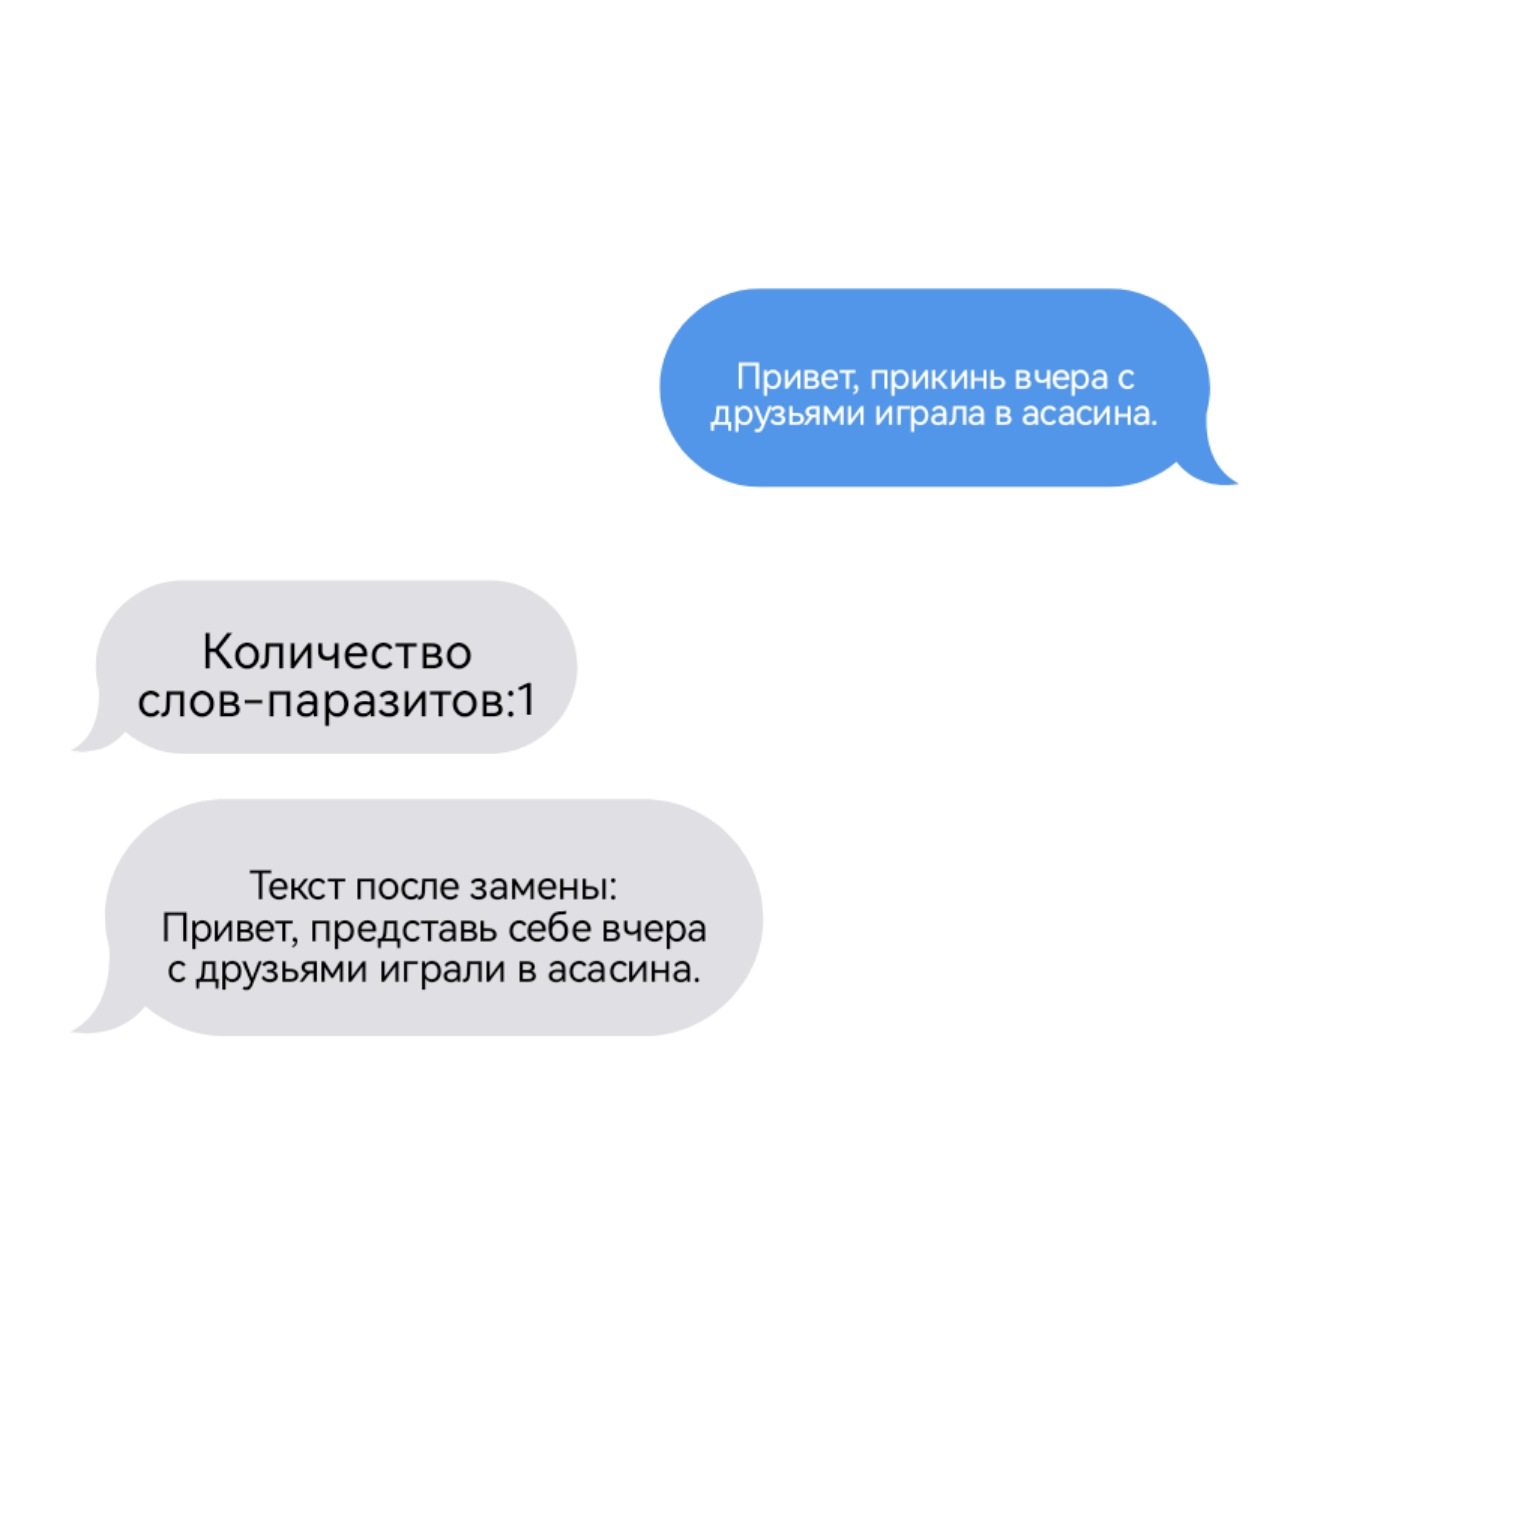 Привет, прикинь вчера с
друзьями играла в асасина.
Количество
слов-паразитов:1
Текст после замены:
Привет, представь себе вчера
с друзьями играли в асасина.